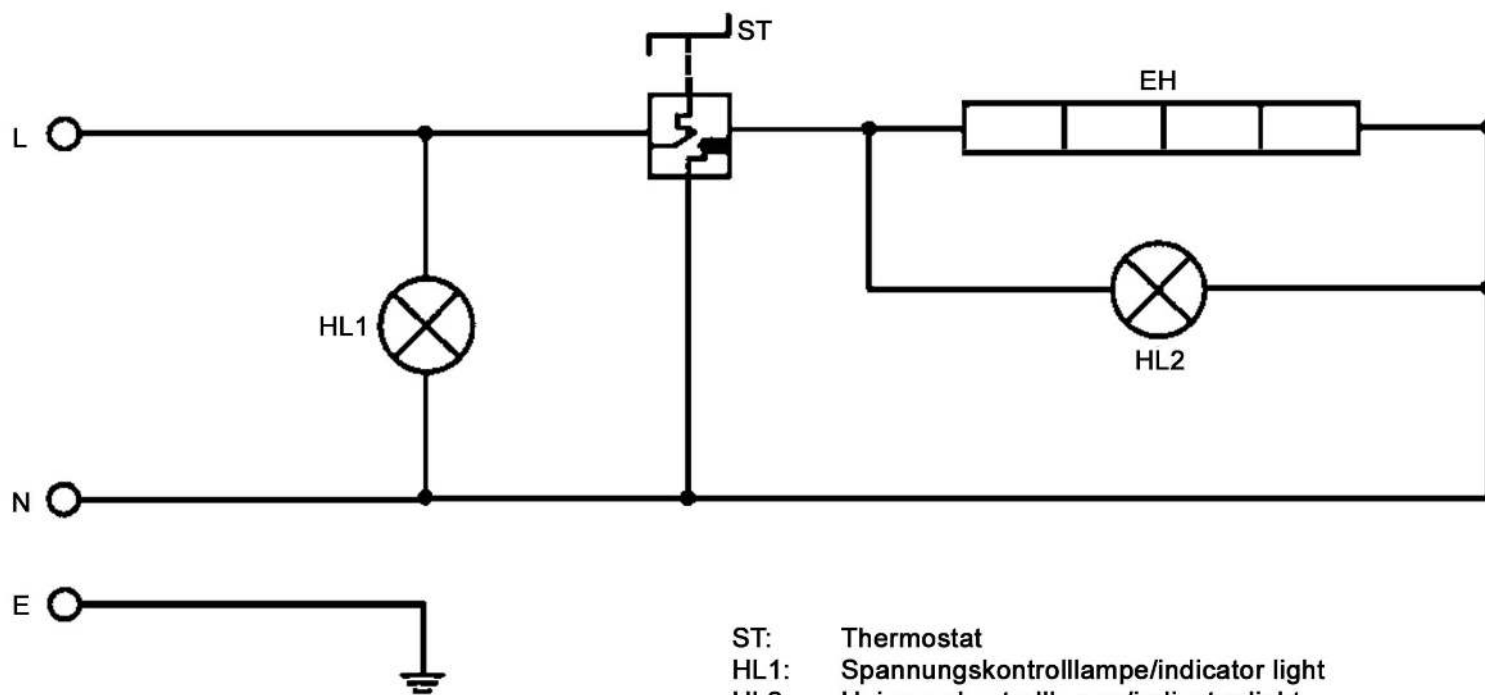 ST
EH
L
HL1
HL2
N
E
ST: Thermostat
HL1: Spannungskontrolllampe/indicator light